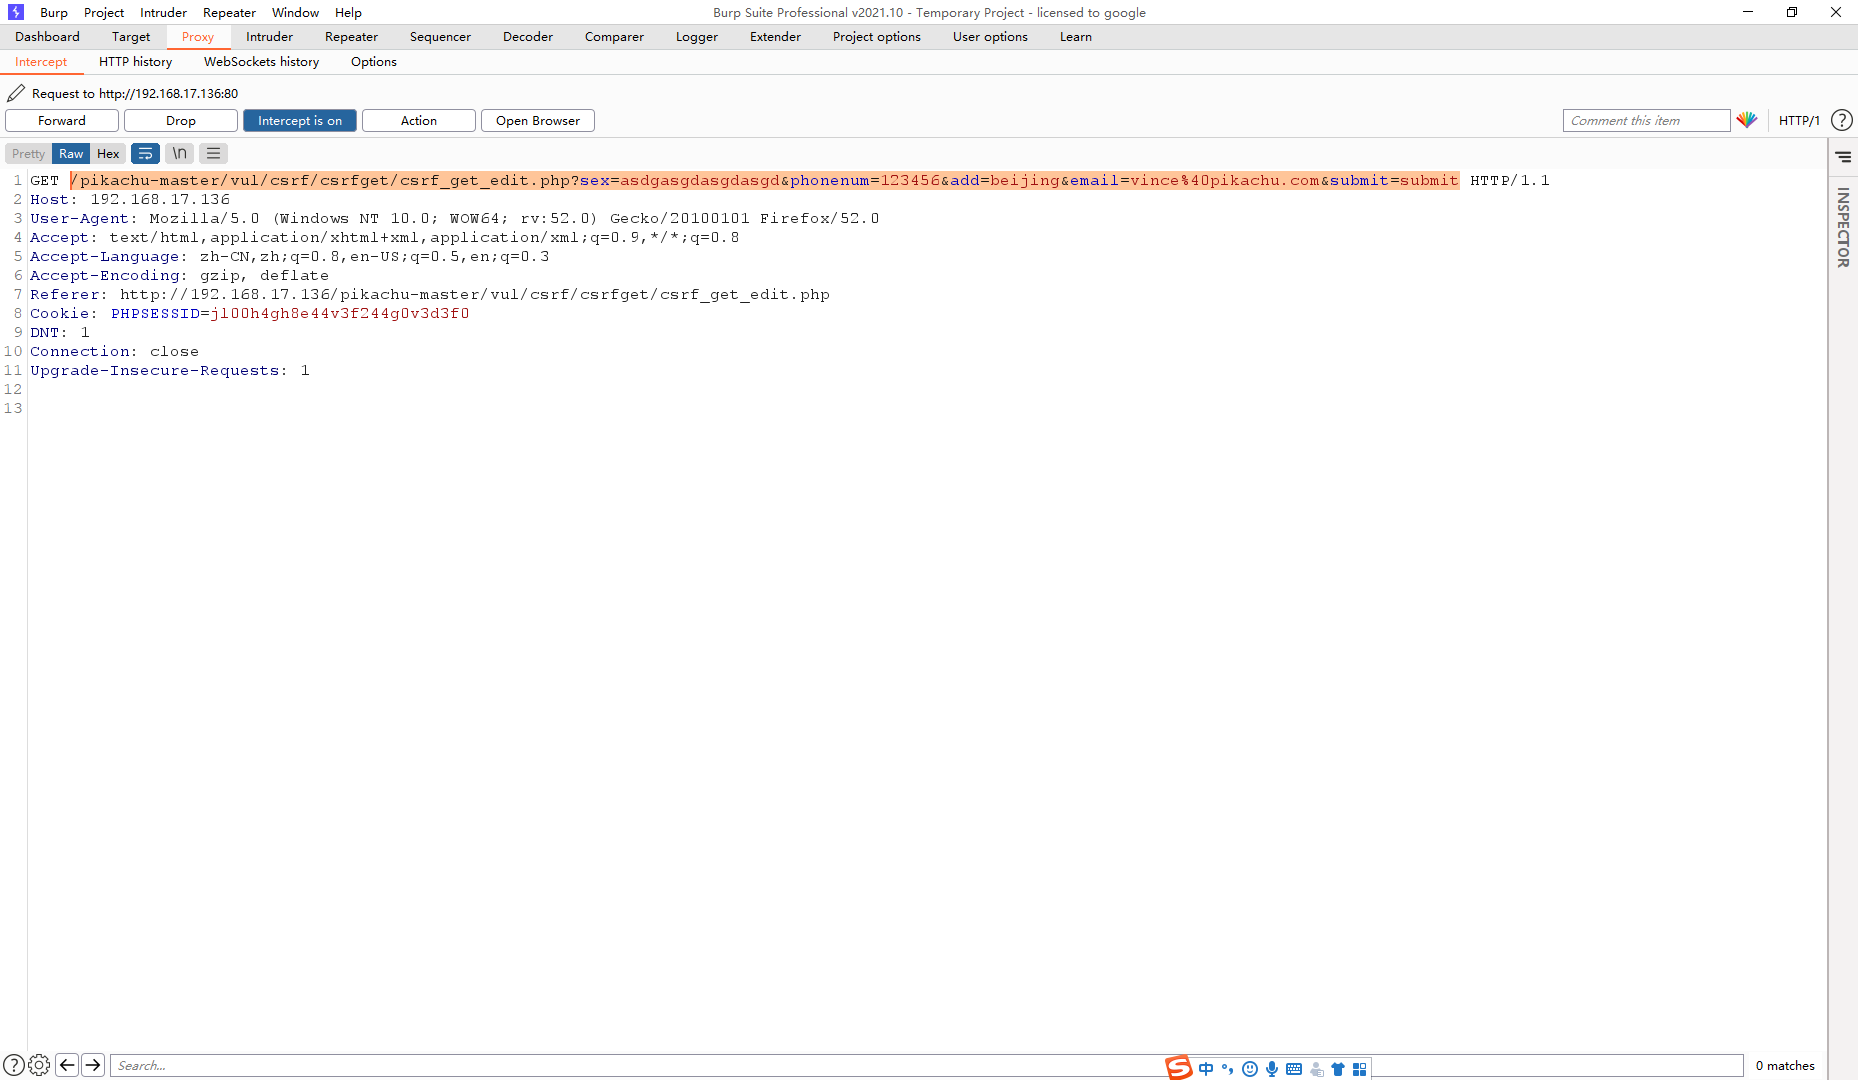 Burp Project Intruder Repeater Window Help Burp Suite Professional v2021.10 - Temporary Project - licensed to google
Dashboard Target Proxy Intruder Repeater Sequencer Decoder Comparer Logger Extender Project options User options Learn
Intercept HTTP history WebSockets history Options
Request to http://192.168.17.136:80
Forward Drop Intercept is on Action Open Browser Comment this item HTTP/1 ?
Pretty Raw Hex \n
1 GET /pikachu-master/vul/csrf/csrfget/csrf_get_edit.php?sex=asdgasgdasgdasgd&phonenum=123456&add=beijing&email=vince%40pikachu.com&submit=submit HTTP/1.1
2 Host: 192.168.17.136
3 User-Agent: Mozilla/5.0 (Windows NT 10.0; WOW64; rv:52.0) Gecko/20100101 Firefox/52.0
4 Accept: text/html,application/xhtml+xml,application/xml;q=0.9,*/*;q=0.8
5 Accept-Language: zh-CN,zh;q=0.8,en-US;q=0.5,en;q=0.3
6 Accept-Encoding: gzip, deflate
7 Referer: http://192.168.17.136/pikachu-master/vul/csrf/csrfget/csrf_get_edit.php
8 Cookie: PHPSESSID=jl00h4gh8e44v3f244g0v3d3f0
9 DNT: 1
10 Connection: close
11 Upgrade-Insecure-Requests: 1
12
13
INSPECTOR
? Search... S 中 0 matches